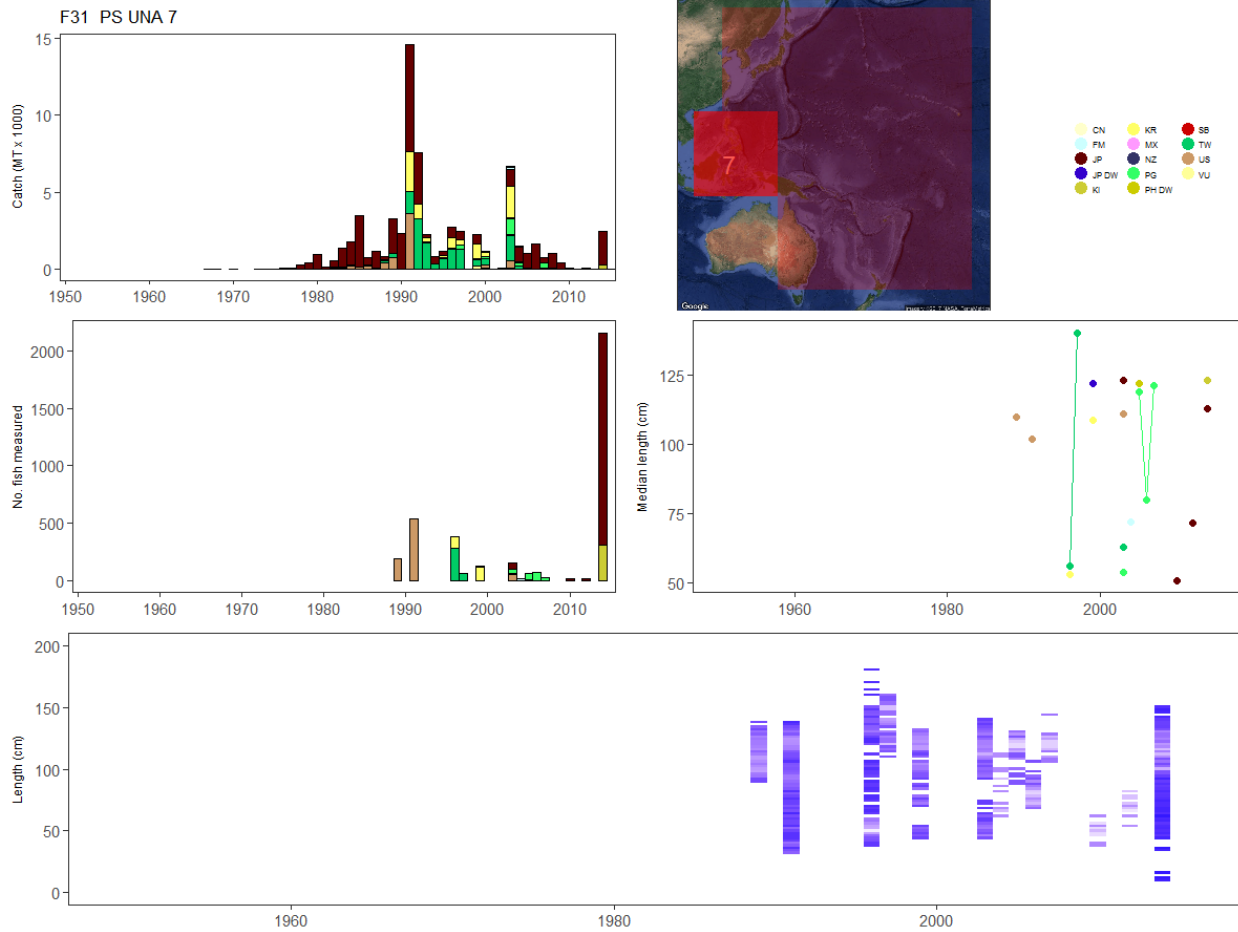 F31 PS UNA 7
15
10
5
0
Catch (MT x 1000)
1950 1960 1970 1980 1990 2000 2010
7
Google
CN KR SB
FM MX TW
JP NZ US
JP DW PG VU
KI PH DW
2000
1500
1000
500
0
No. fish measured
1950 1960 1970 1980 1990 2000 2010
125
100
75
50
Median length (cm)
1960 1980 2000
200
150
100
50
0
Length (cm)
1960 1980 2000